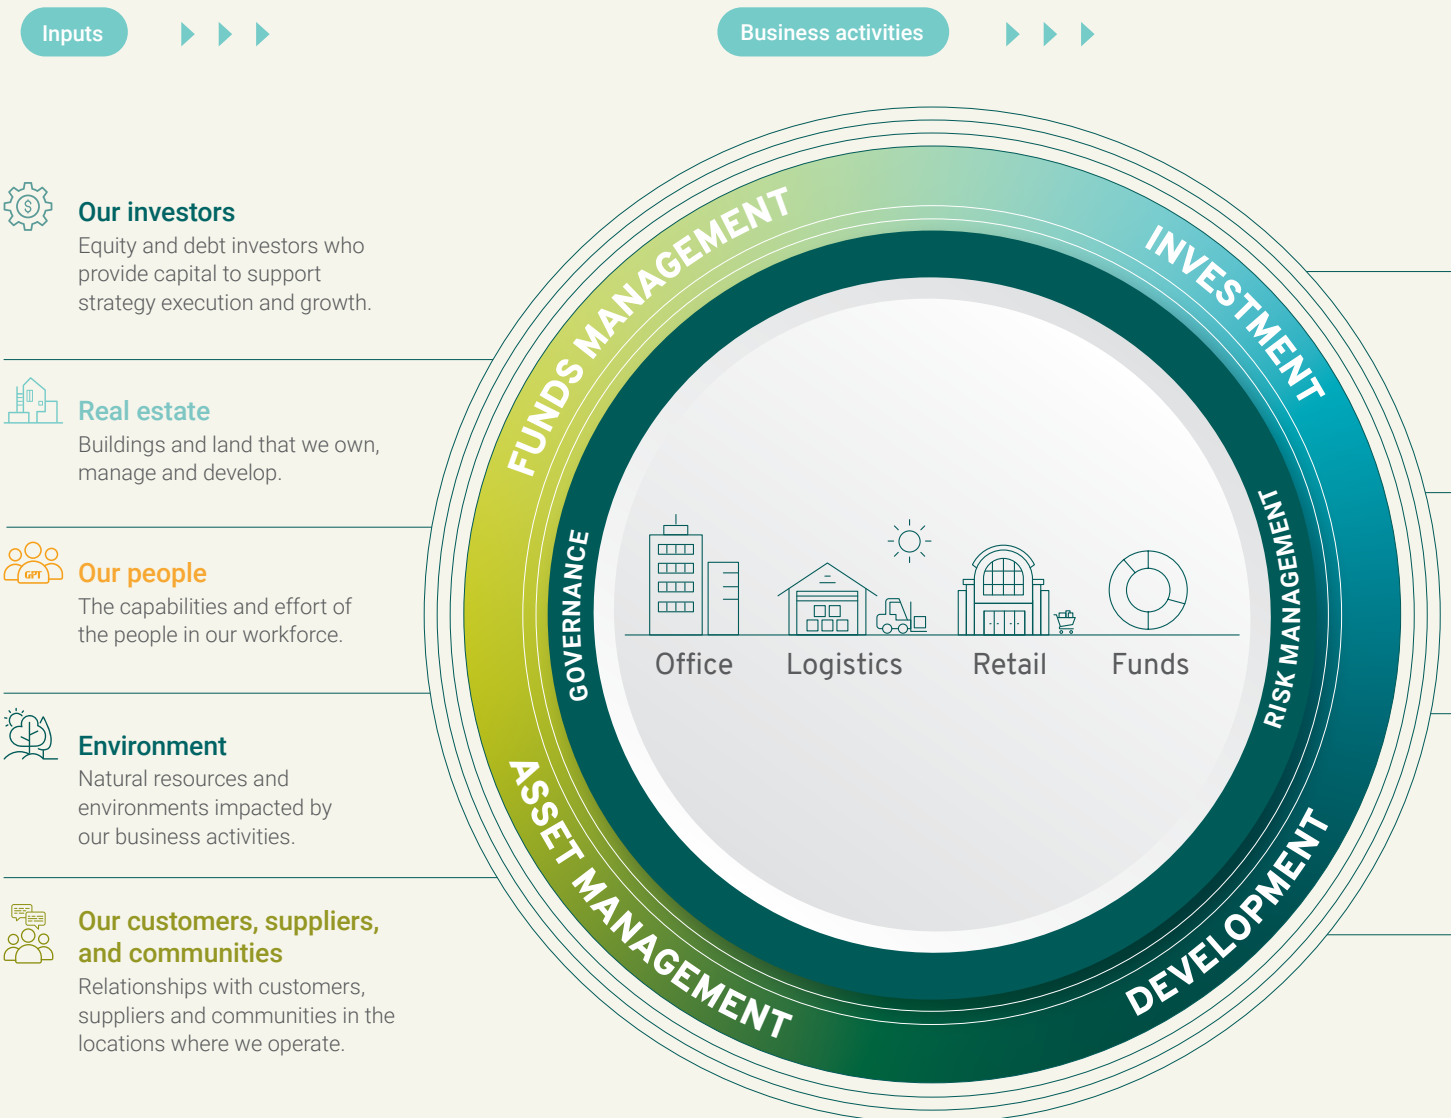 Inputs
Business activities
Our investors
Equity and debt investors who
provide capital to support
strategy execution and growth.
Real estate
Buildings and land that we own,
manage and develop.
GPT
Our people
The capabilities and effort of
the people in our workforce.
Environment
Natural resources and
environments impacted by
our business activities.
Our customers, suppliers,
and communities
Relationships with customers,
suppliers and communities in the
locations where we operate.
FUNDS MANAGEMENT
INVESTMENT
GOVERNANCE
RISK MANAGEMENT
Office
Logistics
Retail
Funds
ASSET MANAGEMENT
DEVELOPMENT